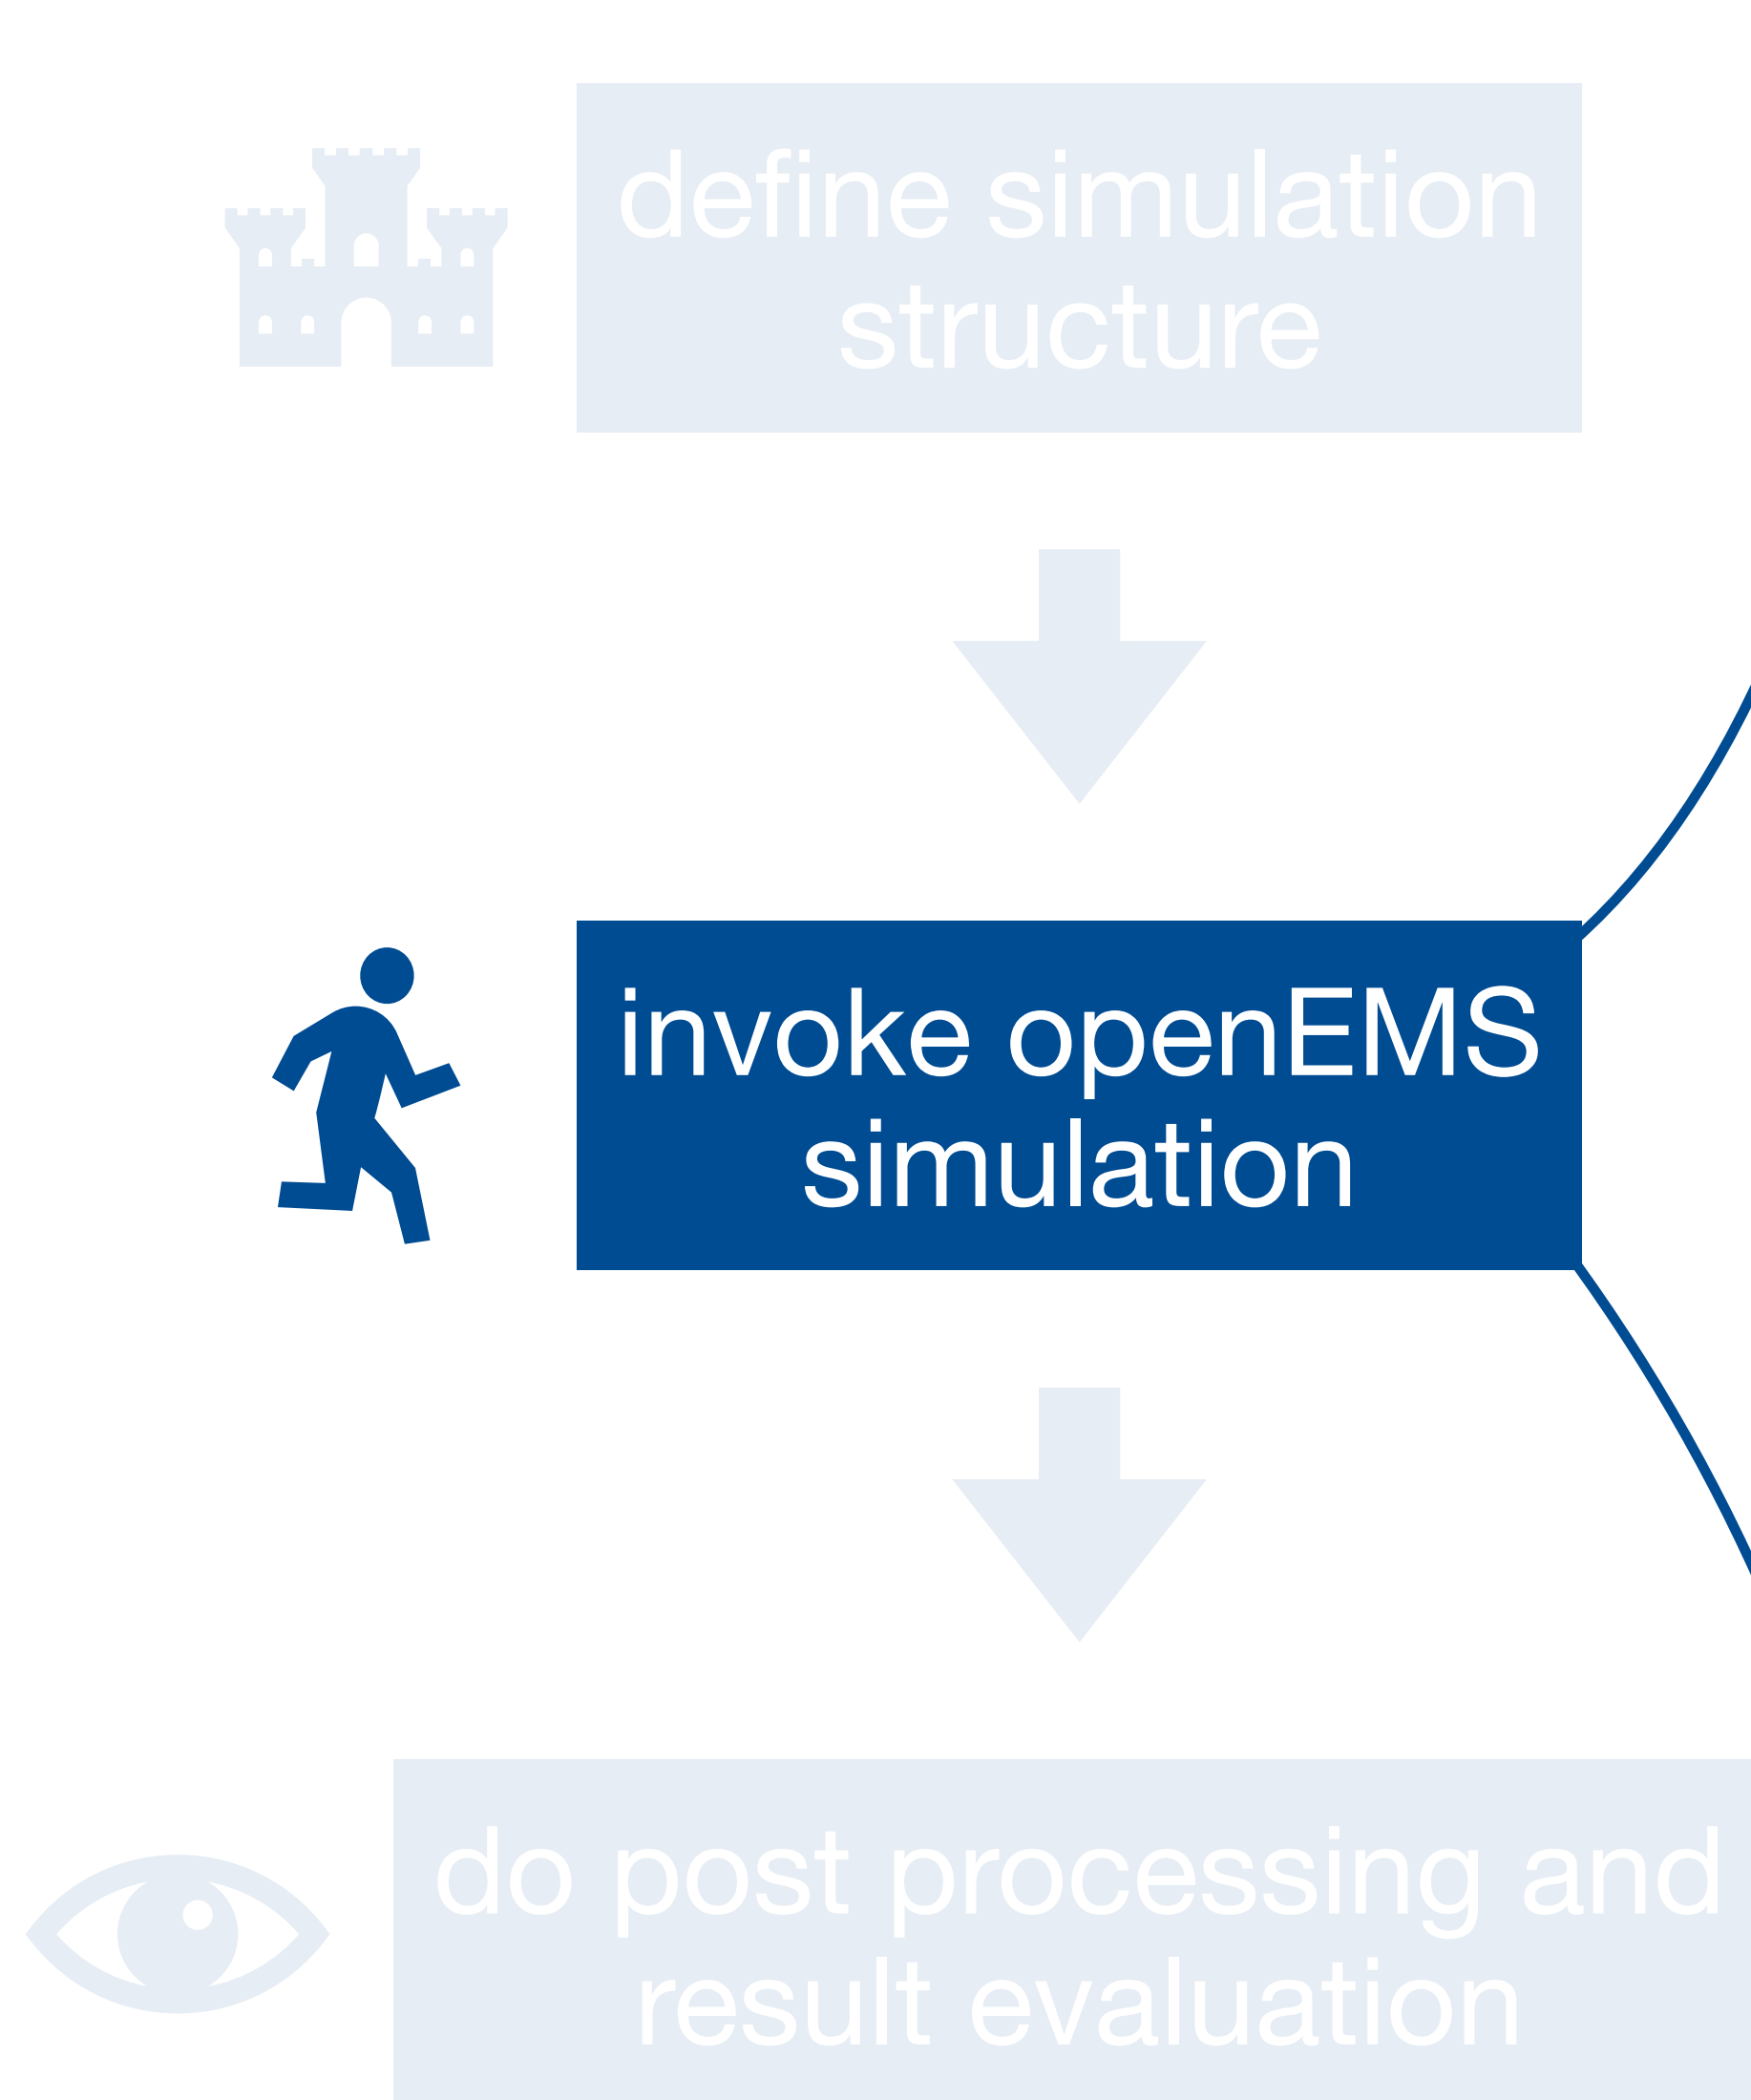 define simulation
structure
invoke openEMS
simulation
do post processing and
result evaluation